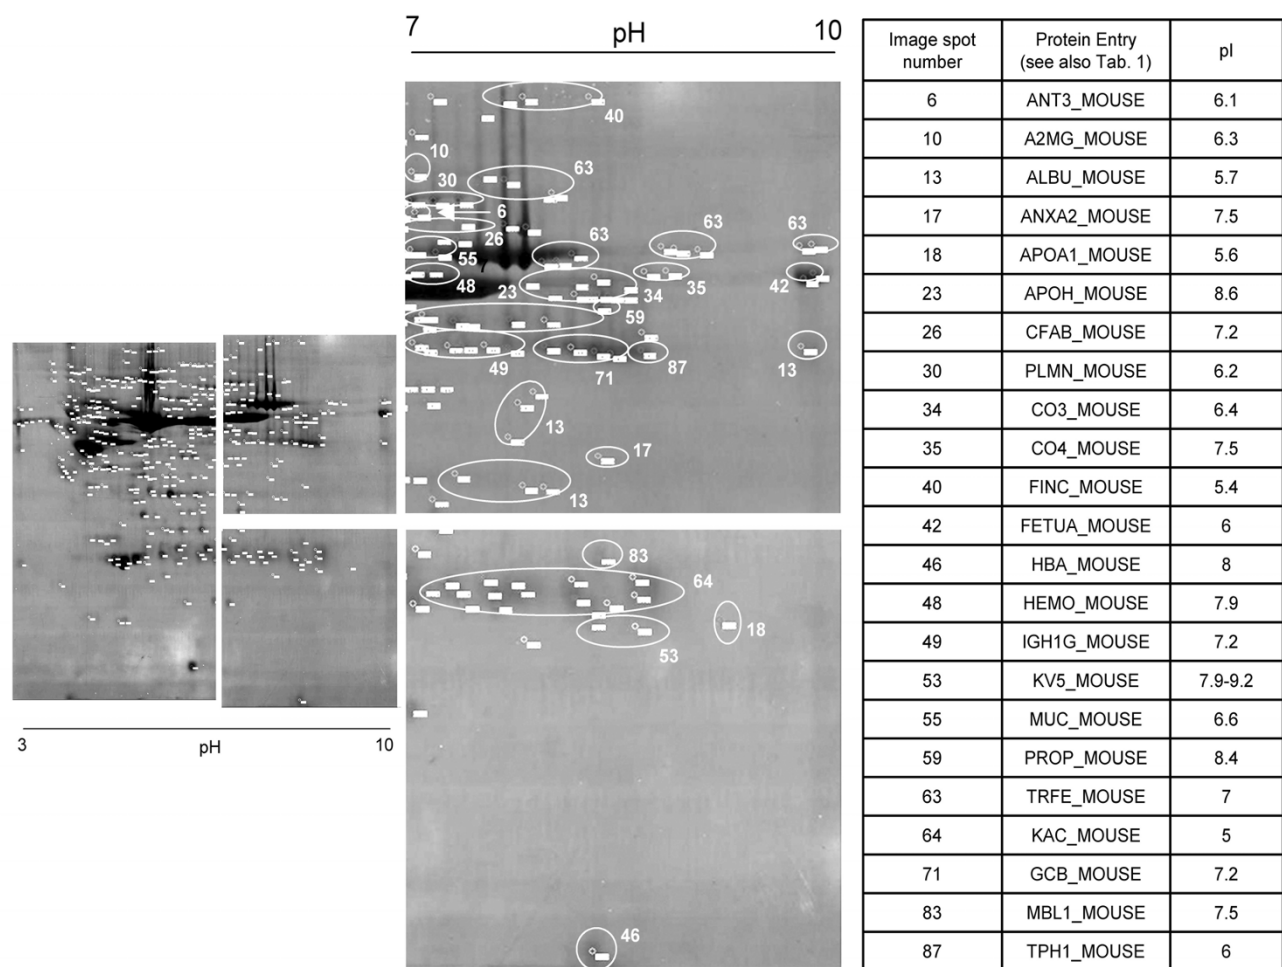 7
pH
10
40
10
63
30
6
63
63
26
63
55
48
23
34
35
42
59
49
71
87
13
13
17
13
83
64
18
53
46
3
pH
10
Image spot number
Protein Entry (see also Tab. 1)
pI
6 ANT3_MOUSE 6.1
10 A2MG_MOUSE 6.3
13 ALBU_MOUSE 5.7
17 ANXA2_MOUSE 7.5
18 APOA1_MOUSE 5.6
23 APOH_MOUSE 8.6
26 CFAB_MOUSE 7.2
30 PLMN_MOUSE 6.2
34 CO3_MOUSE 6.4
35 CO4_MOUSE 7.5
40 FINC_MOUSE 5.4
42 FETUA_MOUSE 6
46 HBA_MOUSE 8
48 HEMO_MOUSE 7.9
49 IGH1G_MOUSE 7.2
53 KV5_MOUSE 7.9-9.2
55 MUC_MOUSE 6.6
59 PROP_MOUSE 8.4
63 TRFE_MOUSE 7
64 KAC_MOUSE 5
71 GCB_MOUSE 7.2
83 MBL1_MOUSE 7.5
87 TPH1_MOUSE 6